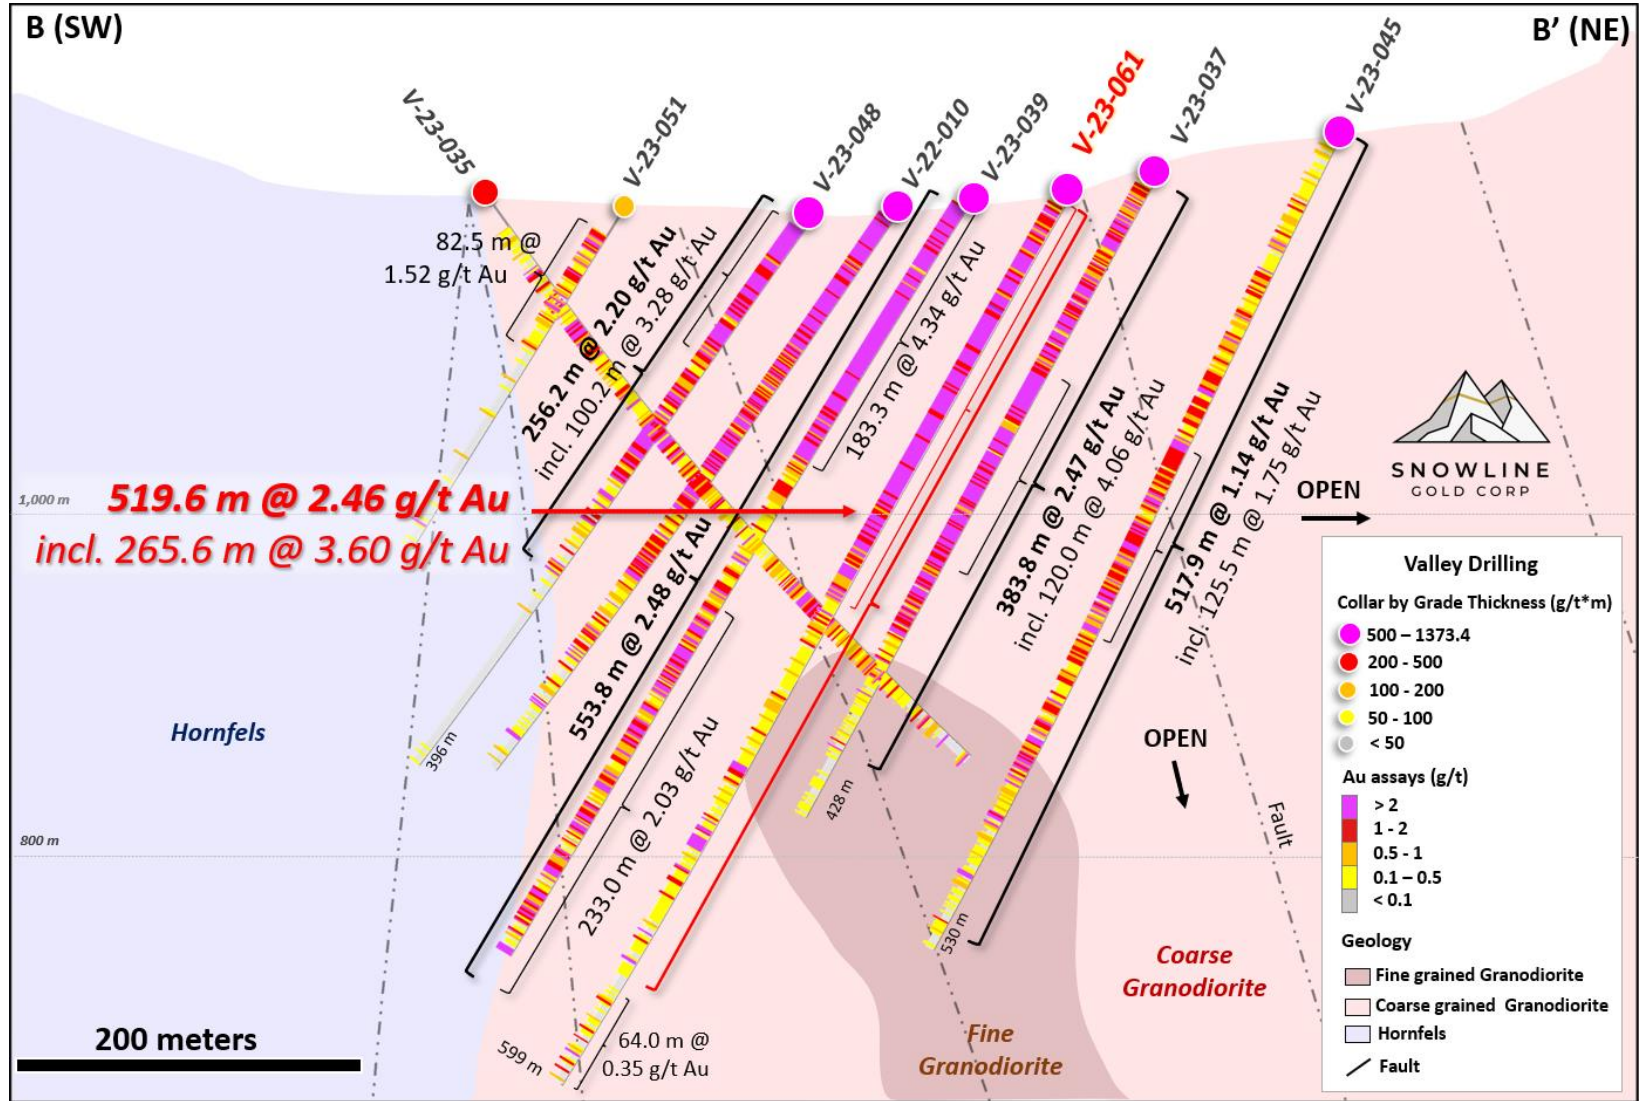 B (SW)
B’ (NE)
V-23-035
V-23-051
V-23-048
V-22-010
V-23-039
V-23-061
V-23-037
V-23-045
82.5 m @
1.52 g/t Au
256.2 m @ 2.20 g/t Au
incl. 100.2 m @ 3.28 g/t Au
183.3 m @ 4.34 g/t Au
383.8 m @ 2.47 g/t Au
incl. 120.0 m @ 4.06 g/t Au
517.9 m @ 1.14 g/t Au
incl. 125.5 m @ 1.75 g/t Au
SNOWLINE
GOLD CORP
1,000 m
519.6 m @ 2.46 g/t Au
incl. 265.6 m @ 3.60 g/t Au
OPEN
553.8 m @ 2.48 g/t Au
233.0 m @ 2.03 g/t Au
Hornfels
396 m
428 m
530 m
599 m
OPEN
Fault
800 m
64.0 m @
0.35 g/t Au
Coarse
Granodiorite
Fine
Granodiorite
200 meters
Valley Drilling
Collar by Grade Thickness (g/t*m)
500 – 1373.4
200 - 500
100 - 200
50 - 100
< 50
Au assays (g/t)
> 2
1 - 2
0.5 - 1
0.1 – 0.5
< 0.1
Geology
Fine grained Granodiorite
Coarse grained Granodiorite
Hornfels
Fault